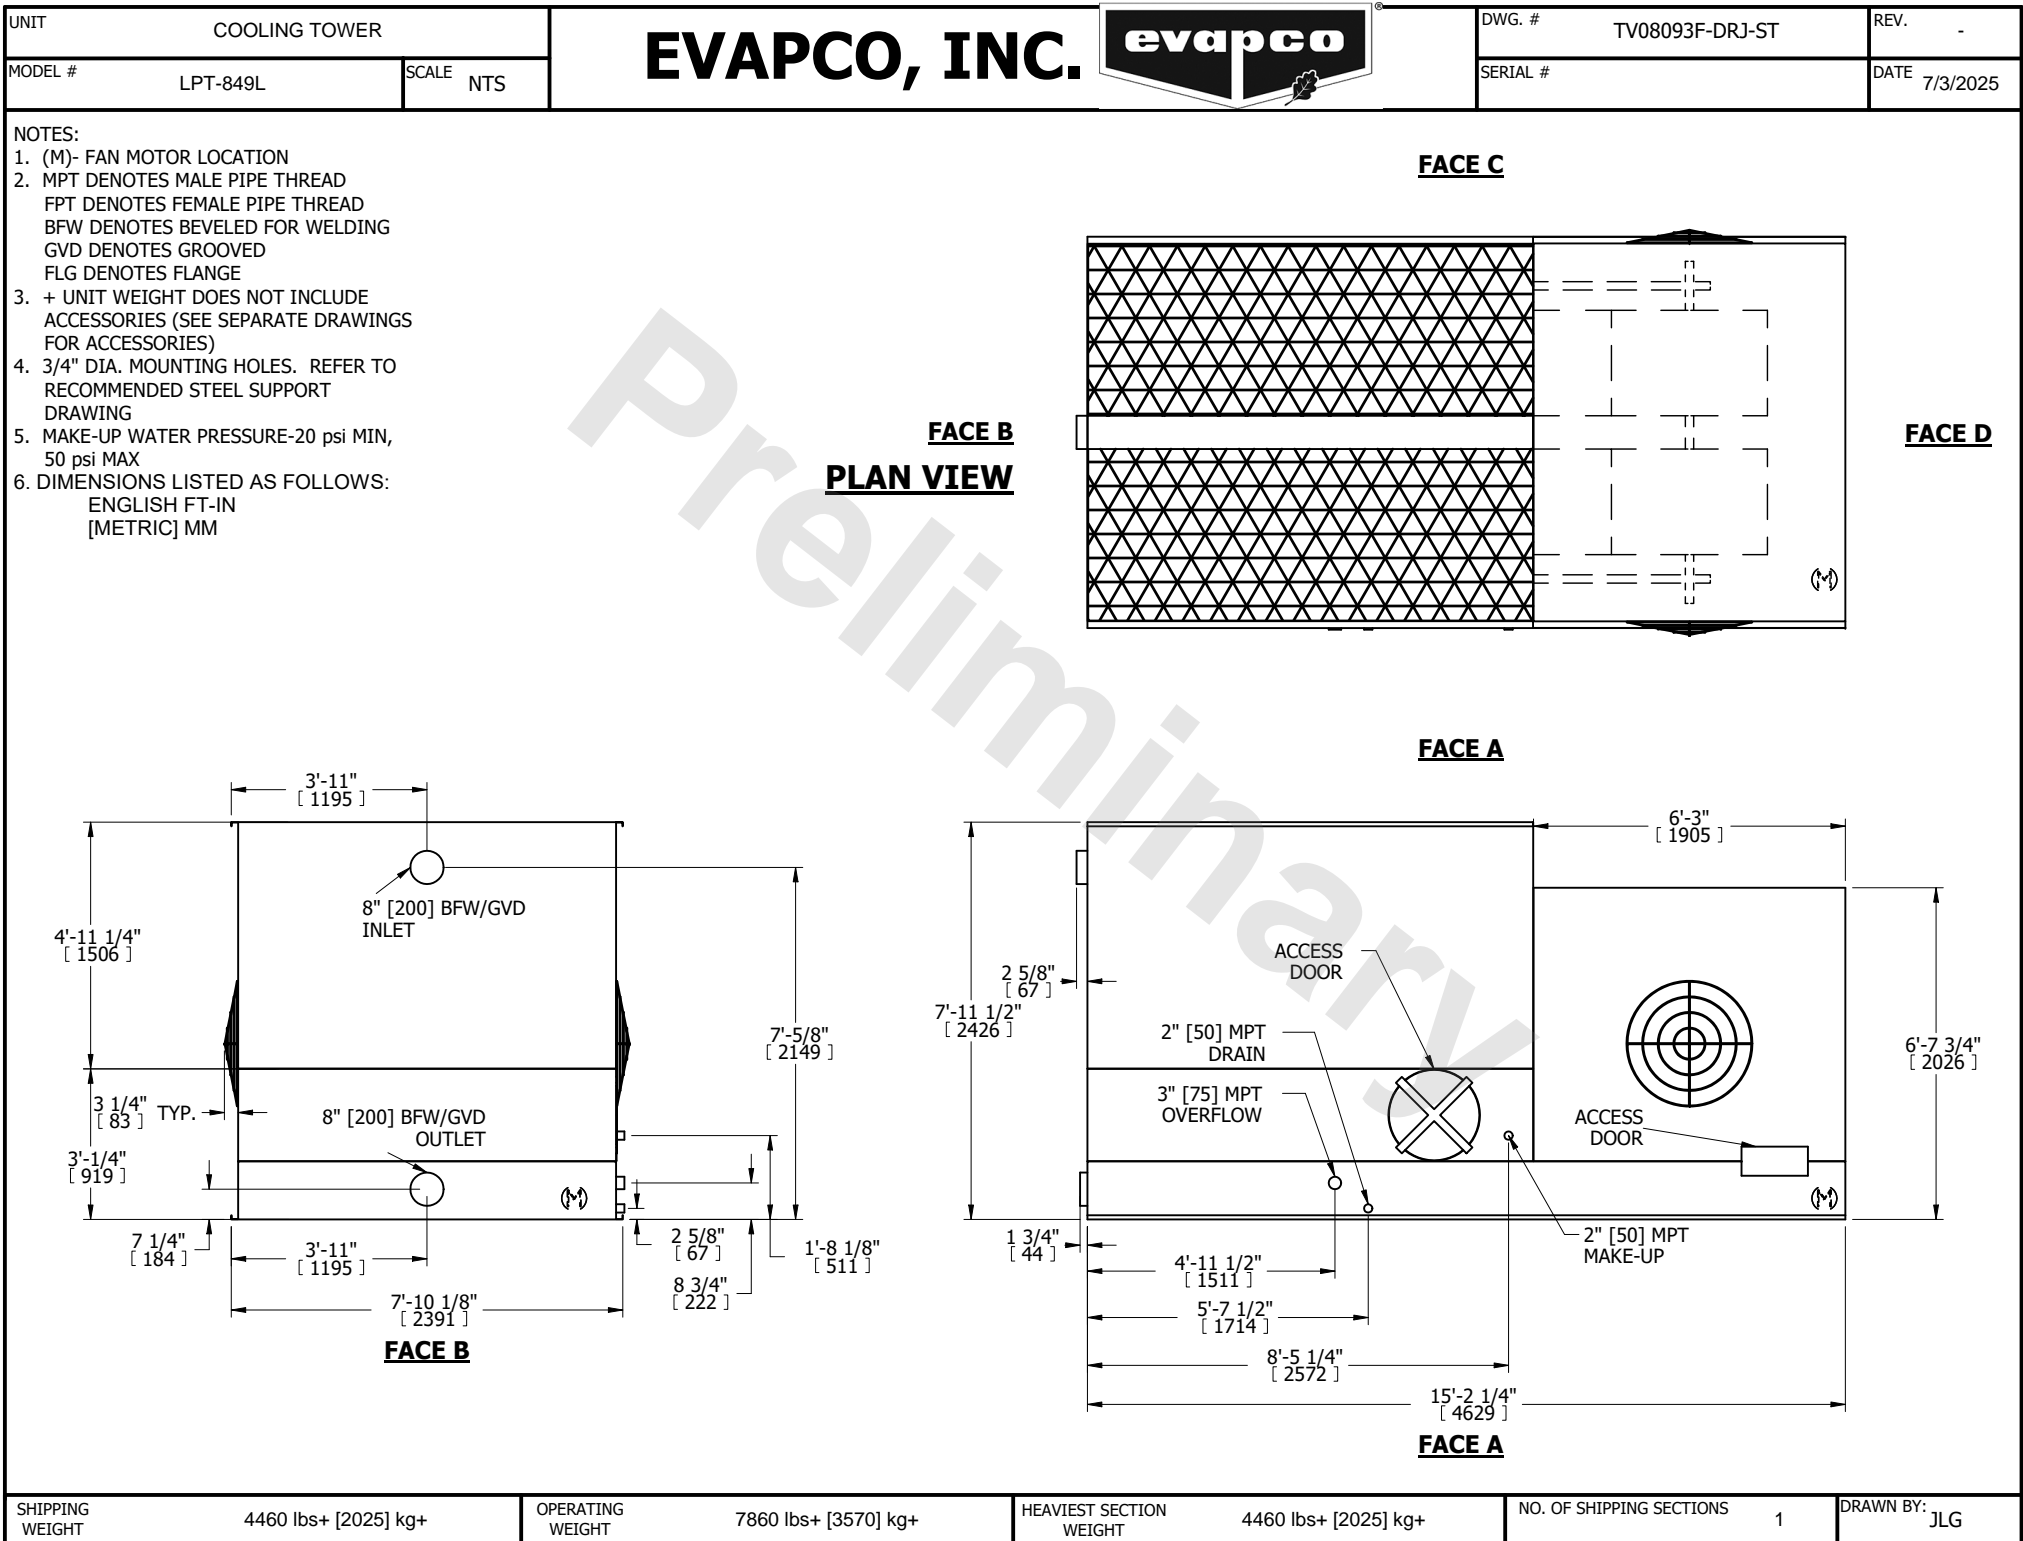 UNIT
COOLING TOWER
MODEL #
LPT-849L
SCALE
NTS
EVAPCO, INC.
evapco
®
DWG. #
TV08093F-DRJ-ST
REV.
-
SERIAL #
DATE
7/3/2025
NOTES:
1. (M)- FAN MOTOR LOCATION
2. MPT DENOTES MALE PIPE THREAD
FPT DENOTES FEMALE PIPE THREAD
BFW DENOTES BEVELED FOR WELDING
GVD DENOTES GROOVED
FLG DENOTES FLANGE
3. + UNIT WEIGHT DOES NOT INCLUDE
ACCESSORIES (SEE SEPARATE DRAWINGS
FOR ACCESSORIES)
4. 3/4" DIA. MOUNTING HOLES. REFER TO
RECOMMENDED STEEL SUPPORT
DRAWING
5. MAKE-UP WATER PRESSURE-20 psi MIN,
50 psi MAX
6. DIMENSIONS LISTED AS FOLLOWS:
ENGLISH FT-IN
[METRIC] MM
Preliminary
FACE C
FACE B
PLAN VIEW
FACE D
(M)
FACE A
3'-11"
[ 1195 ]
8" [200] BFW/GVD
INLET
4'-11 1/4"
[ 1506 ]
7'-5/8"
[ 2149 ]
3 1/4"
[ 83 ]
TYP.
8" [200] BFW/GVD
OUTLET
3'-1/4"
[ 919 ]
(M)
7 1/4"
[ 184 ]
3'-11"
[ 1195 ]
2 5/8"
[ 67 ]
1'-8 1/8"
[ 511 ]
8 3/4"
[ 222 ]
7'-10 1/8"
[ 2391 ]
FACE B
6'-3"
[ 1905 ]
ACCESS
DOOR
2 5/8"
[ 67 ]
7'-11 1/2"
[ 2426 ]
2" [50] MPT
DRAIN
6'-7 3/4"
[ 2026 ]
3" [75] MPT
OVERFLOW
ACCESS
DOOR
(M)
1 3/4"
[ 44 ]
2" [50] MPT
MAKE-UP
4'-11 1/2"
[ 1511 ]
5'-7 1/2"
[ 1714 ]
8'-5 1/4"
[ 2572 ]
15'-2 1/4"
[ 4629 ]
FACE A
SHIPPING
WEIGHT
4460 lbs+ [2025] kg+
OPERATING
WEIGHT
7860 lbs+ [3570] kg+
HEAVIEST SECTION
WEIGHT
4460 lbs+ [2025] kg+
NO. OF SHIPPING SECTIONS
1
DRAWN BY:
JLG